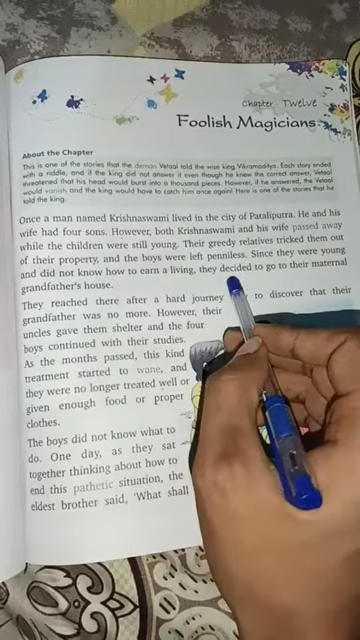 Chapter - Twelve
Foolish Magicians
About the Chapter
This is one of the stories that the demon Vetaal told the wise king Vikramaditya. Each story ended
with a riddle, and if the king did not answer it even though he knew the correct answer, Vetaal
threatened that his head would burst into a thousand pieces. However, if he answered, the Vetaal
would vanish and the king would have to catch him once again! Here is one of the stories that he
told the king.
Once a man named Krishnaswami lived in the city of Pataliputra. He and his
wife had four sons. However, both Krishnaswami and his wife passed away
while the children were still young. Their greedy relatives tricked them out
of their property, and the boys were left penniless. Since they were young
and did not know how to earn a living, they decided to go to their maternal
grandfather's house.
They reached there after a hard journey to discover that their
grandfather was no more. However, their
uncles gave them shelter and the four
boys continued with their studies.
As the months passed, this kind
treatment started to wane, and
they were no longer treated well or
given enough food or proper
clothes.
The boys did not know what to
do. One day, as they sat
together thinking about how to
end this pathetic situation, the
eldest brother said, 'What shall